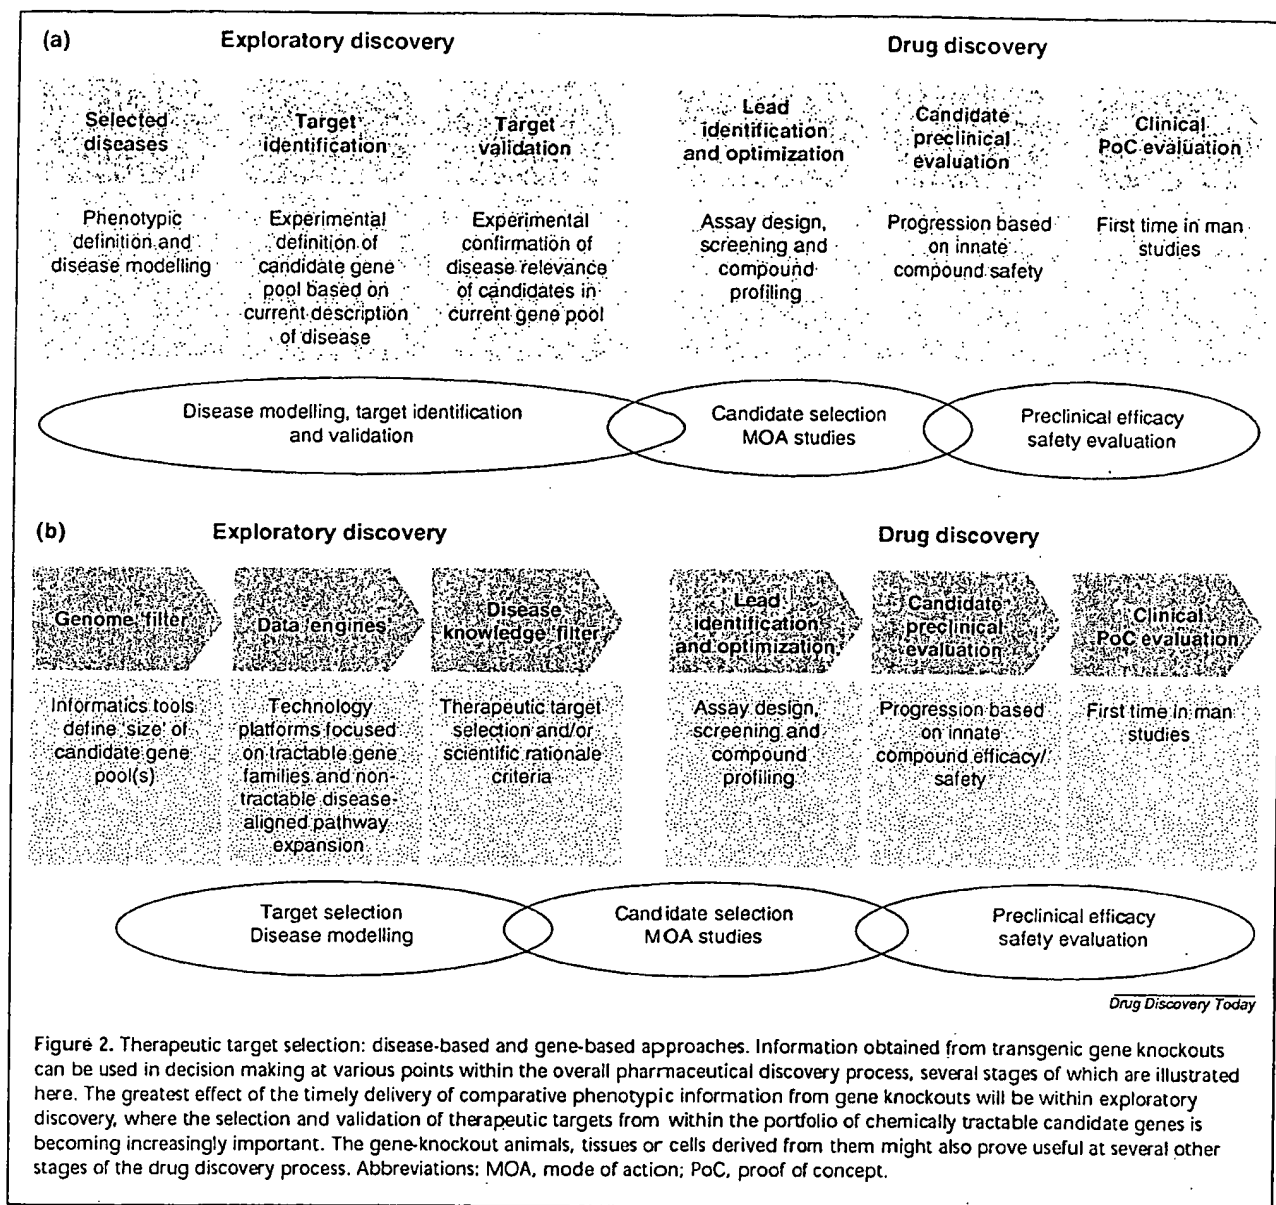 (a)
Exploratory discovery
Drug discovery
Selected
diseases
Target
identification
Target
validation
Lead
identification
and optimization
Candidate
preclinical
evaluation
Clinical
PoC evaluation
Phenotypic
definition and
disease modelling
Experimental
definition of
candidate gene
pool based on
current description
of disease
Experimental
confirmation of
disease relevance
of candidates in
current gene pool
Assay design,
screening and
compound
profiling
Progression based
on innate
compound safety
First time in man
studies
Disease modelling, target identification
and validation
Candidate selection
MOA studies
Preclinical efficacy
safety evaluation
(b)
Exploratory discovery
Drug discovery
'Genome' filter
Data 'engines'
Disease
knowledge 'filter'
Lead
identification
and optimization
Candidate
preclinical
evaluation
Clinical
PoC evaluation
Informatics tools
define 'size' of
candidate gene
pool(s)
Technology
platforms focused
on tractable gene
families and non-
tractable disease-
aligned pathway
expansion
Therapeutic target
selection and/or
scientific rationale
criteria
Assay design,
screening and
compound
profiling
Progression based
on innate
compound efficacy/
safety
First time in man
studies
Target selection
Disease modelling
Candidate selection
MOA studies
Preclinical efficacy
safety evaluation
Drug Discovery Today
Figure 2. Therapeutic target selection: disease-based and gene-based approaches. Information obtained from transgenic gene knockouts
can be used in decision making at various points within the overall pharmaceutical discovery process, several stages of which are illustrated
here. The greatest effect of the timely delivery of comparative phenotypic information from gene knockouts will be within exploratory
discovery, where the selection and validation of therapeutic targets from within the portfolio of chemically tractable candidate genes is
becoming increasingly important. The gene-knockout animals, tissues or cells derived from them might also prove useful at several other
stages of the drug discovery process. Abbreviations: MOA, mode of action; PoC, proof of concept.